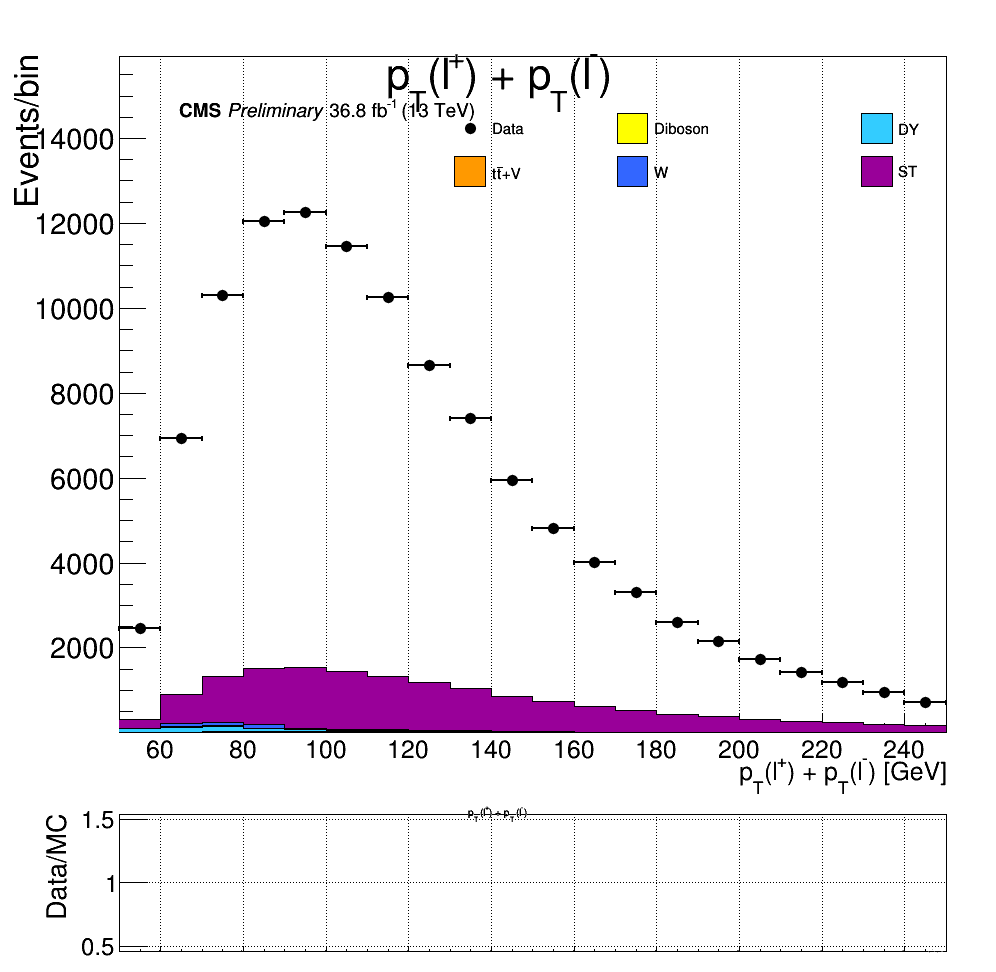 p_T(l⁺) + p_T(l⁻)
CMS Preliminary 36.8 fb⁻¹ (13 TeV)
Events/bin
Data
Diboson
DY
tt̄+V
W
ST
14000
12000
10000
8000
6000
4000
2000
60 80 100 120 140 160 180 200 220 240
p_T(l⁺) + p_T(l⁻) [GeV]
p_T(l⁺) + p_T(l⁻)
Data/MC
1.5
1
0.5